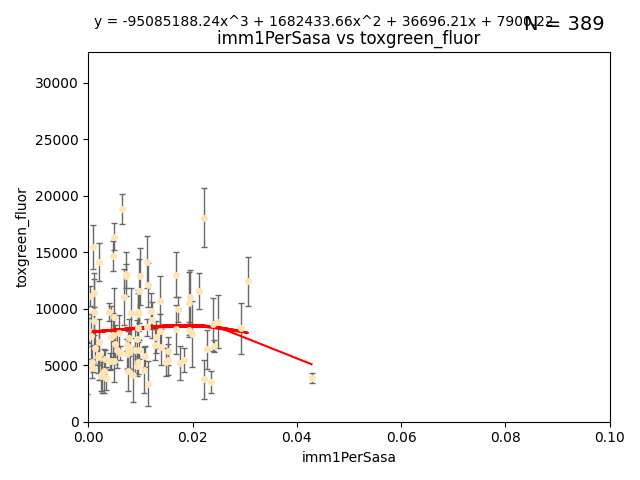 y = -95085188.24x^3 + 1682433.66x^2 + 36696.21x + 7900.22
N = 389
imm1PerSasa vs toxgreen_fluor
30000
25000
20000
15000
10000
5000
0
toxgreen_fluor
0.00 0.02 0.04 0.06 0.08 0.10
imm1PerSasa